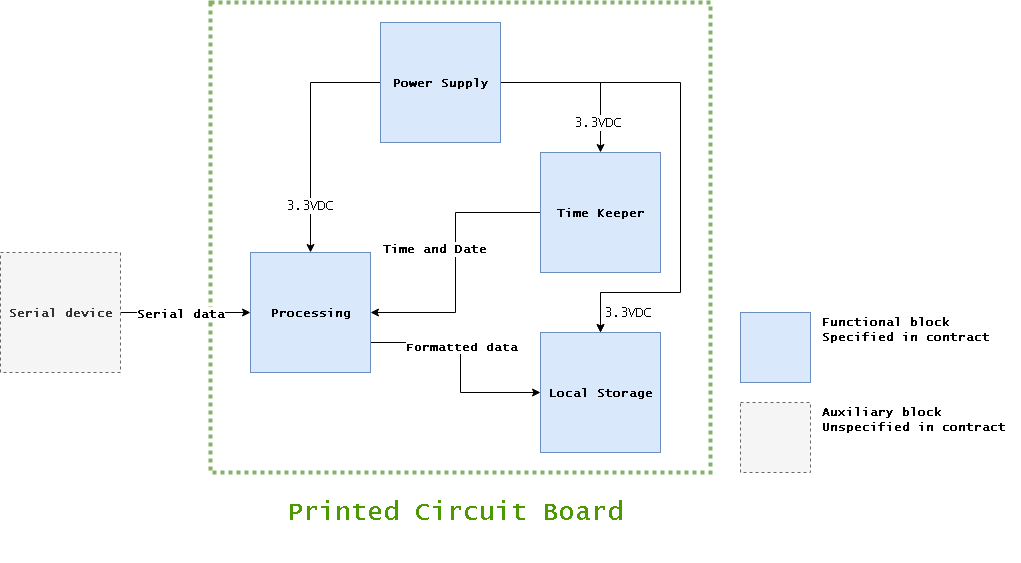 Power Supply
3.3VDC
Time Keeper
3.3VDC
Time and Date
Serial device
Serial data
Processing
3.3VDC
Formatted data
Local Storage
Functional block
Specified in contract
Auxiliary block
Unspecified in contract
Printed Circuit Board